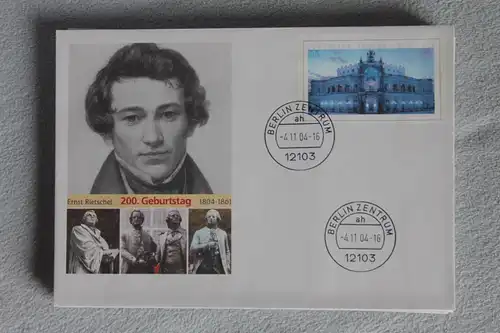 Ernst Rietschel 200. Geburtstag 1804-1861
BERLIN ZENTRUM
ah
-4.11.04-16
12103
BERLIN ZENTRUM
ah
-4.11.04-16
12103